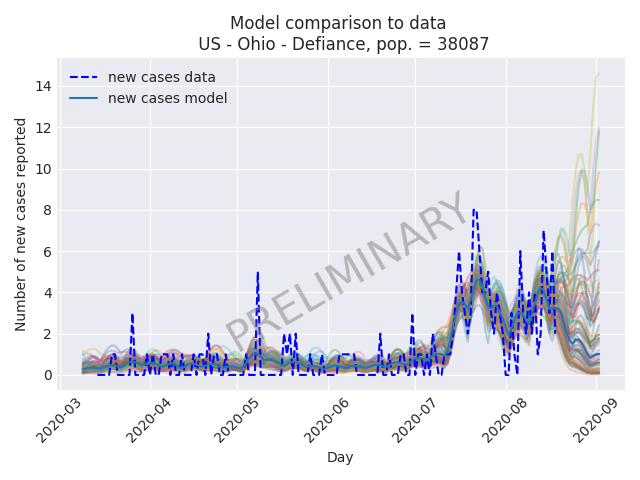 Model comparison to data
US - Ohio - Defiance, pop. = 38087
new cases data
new cases model
PRELIMINARY
Number of new cases reported
14
12
10
8
6
4
2
0
2020-03
2020-04
2020-05
2020-06
2020-07
2020-08
2020-09
Day